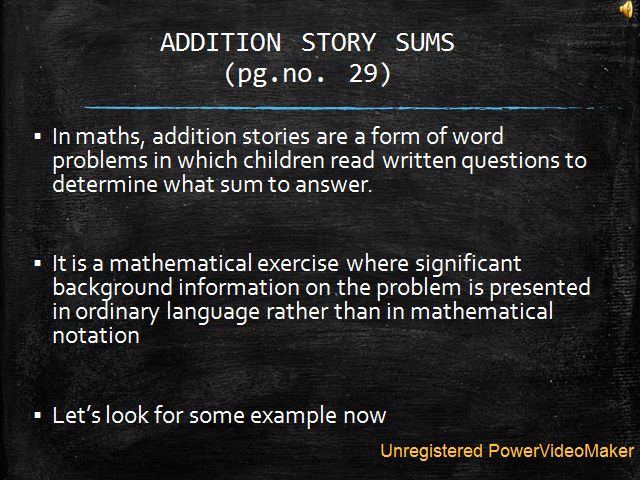 ADDITION STORY SUMS
(pg.no. 29)
▪ In maths, addition stories are a form of word
problems in which children read written questions to
determine what sum to answer.
▪ It is a mathematical exercise where significant
background information on the problem is presented
in ordinary language rather than in mathematical
notation
▪ Let's look for some example now
Unregistered PowerVideoMaker